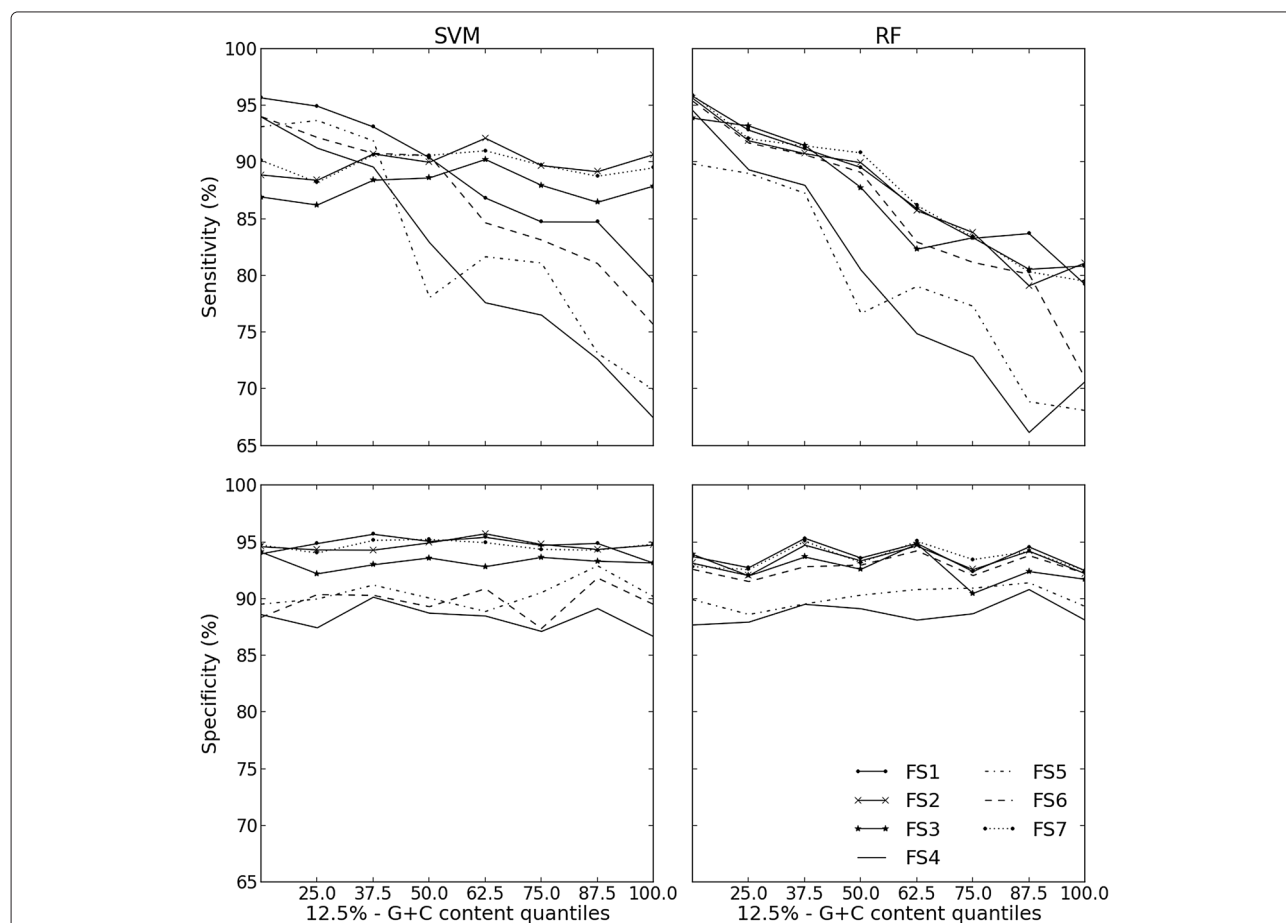 SVM
RF
100
95
90
85
80
75
70
65
Sensitivity (%)
100
95
90
85
80
75
70
65
Specificity (%)
FS1
FS2
FS3
FS4
FS5
FS6
FS7
25.0 37.5 50.0 62.5 75.0 87.5 100.0
12.5% - G+C content quantiles
25.0 37.5 50.0 62.5 75.0 87.5 100.0
12.5% - G+C content quantiles